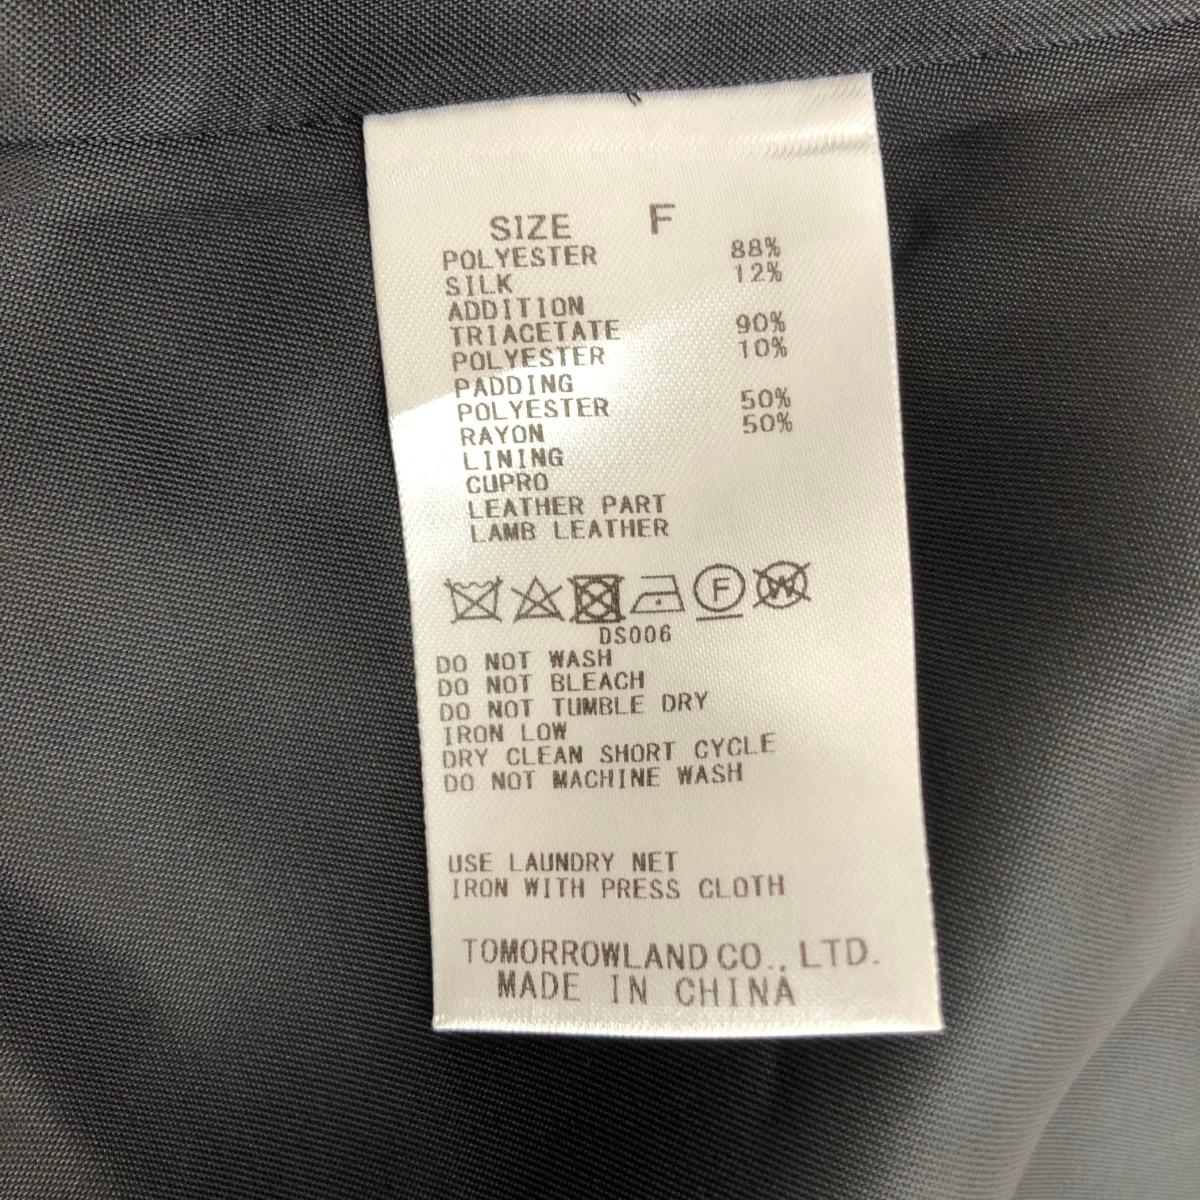 SIZE F
POLYESTER 88%
SILK 12%
ADDITION
TRIACETATE 90%
POLYESTER 10%
PADDING
POLYESTER 50%
RAYON 50%
LINING
CUPRO
LEATHER PART
LAMB LEATHER
F W
DS006
DO NOT WASH
DO NOT BLEACH
DO NOT TUMBLE DRY
IRON LOW
DRY CLEAN SHORT CYCLE
DO NOT MACHINE WASH
USE LAUNDRY NET
IRON WITH PRESS CLOTH
TOMORROWLAND CO., LTD.
MADE IN CHINA